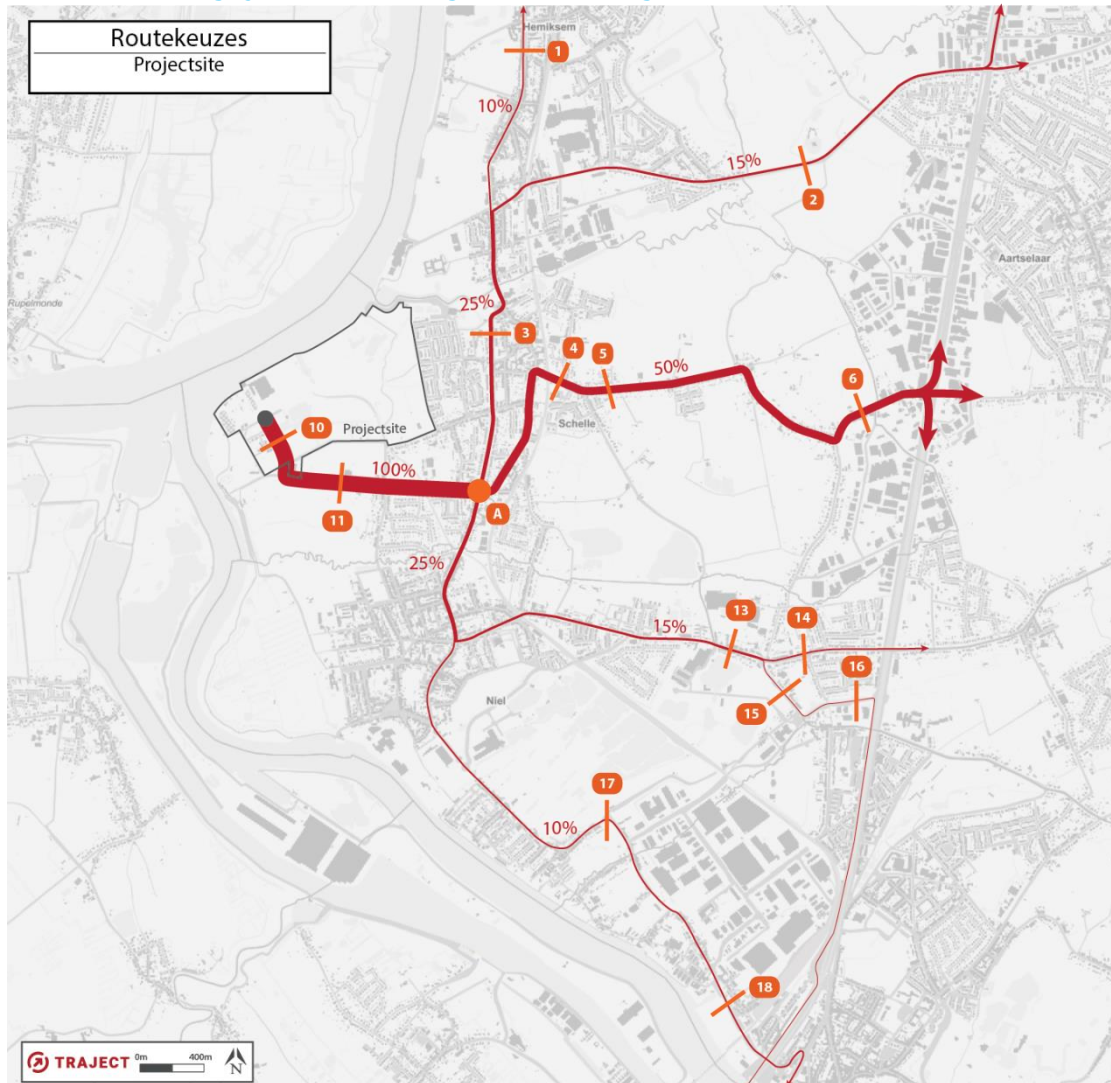 Routekeuzes
Projectsite
Hemiksem
1
10%
15%
2
Aartselaar
Rupelmonde
25%
3
4
5
50%
6
10
Projectsite
Schelle
100%
11
A
25%
13
14
15%
16
15
Niel
17
10%
18
TRAJECT
0m
400m
N